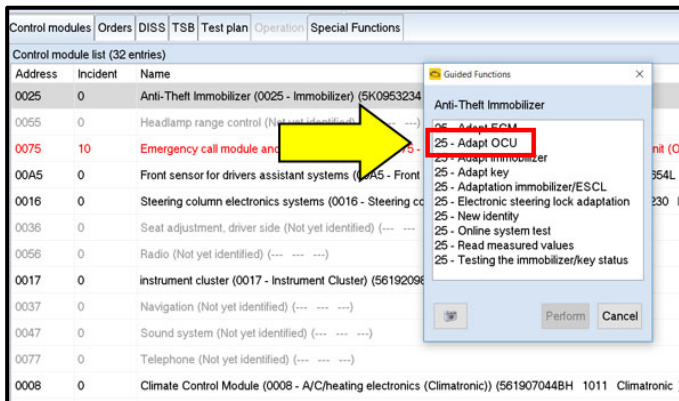 Control modules Orders DISS TSB Test plan Operation Special Functions
Control module list (32 entries)
Address Incident Name
0025 0 Anti-Theft Immobilizer (0025 - Immobilizer) (5K0953234
0055 0 Headlamp range control (Not yet identified) (--- --- ---)
0075 10 Emergency call module and
00A5 0 Front sensor for drivers assistant systems (00A5 - Front 654L
0016 0 Steering column electronics systems (0016 - Steering co 230
0036 0 Seat adjustment, driver side (Not yet identified) (--- --- ---
0056 0 Radio (Not yet identified) (--- --- ---)
0017 0 instrument cluster (0017 - Instrument Cluster) (56192098
0037 0 Navigation (Not yet identified) (--- --- ---)
0047 0 Sound system (Not yet identified) (--- --- ---)
0077 0 Telephone (Not yet identified) (--- --- ---)
0008 0 Climate Control Module (0008 - A/C/heating electronics (Climatronic)) (561907044BH 1011 Climatronic
Guided Functions
Anti-Theft Immobilizer
25 - Adapt ECM
25 - Adapt OCU
25 - Adapt immobilizer
25 - Adapt key
25 - Adaptation immobilizer/ESCL
25 - Electronic steering lock adaptation
25 - New identity
25 - Online system test
25 - Read measured values
25 - Testing the immobilizer/key status
Perform Cancel